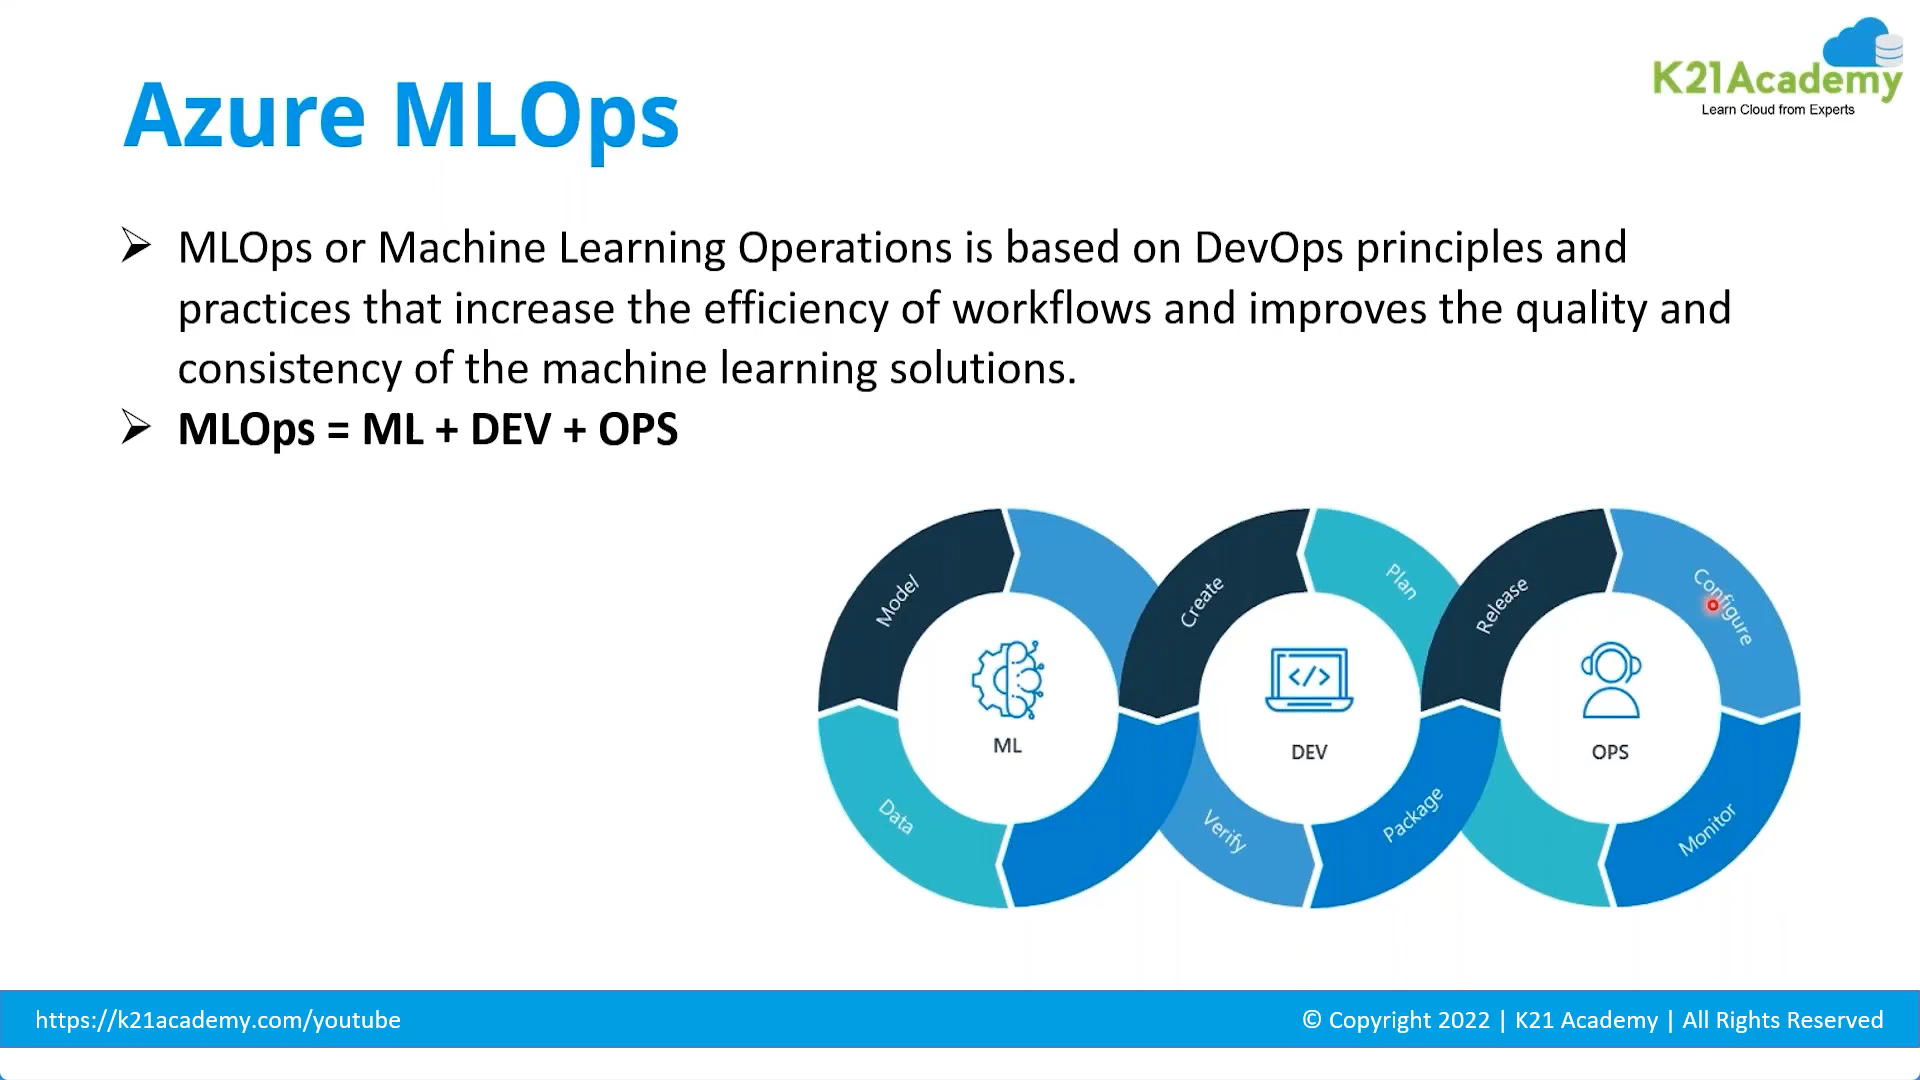 K21Academy
Learn Cloud from Experts
Azure MLOps
MLOps or Machine Learning Operations is based on DevOps principles and
practices that increase the efficiency of workflows and improves the quality and
consistency of the machine learning solutions.
MLOps = ML + DEV + OPS
Model
Data
ML
Create
Plan
Verify
Package
DEV
Release
Configure
Monitor
OPS
https://k21academy.com/youtube
© Copyright 2022 | K21 Academy | All Rights Reserved